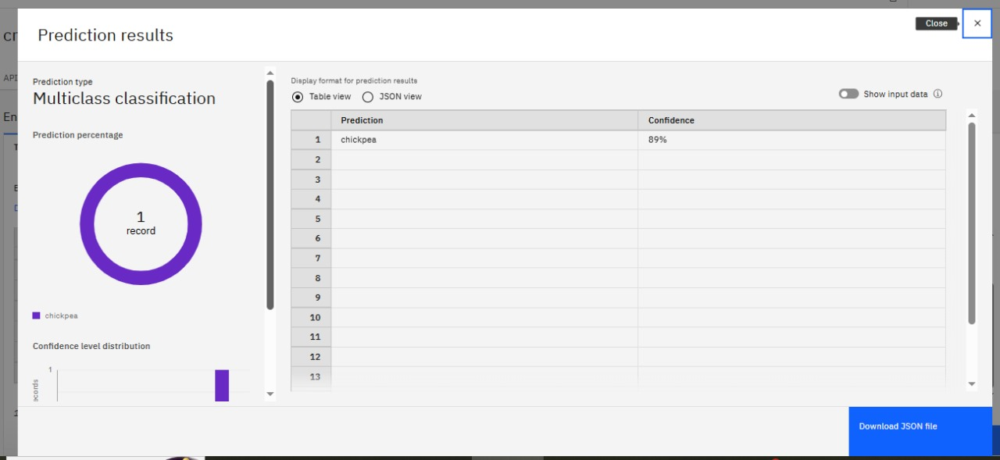 Close
Prediction results
cr
API
En
Prediction type
Multiclass classification
Prediction percentage
1
record
chickpea
Confidence level distribution
1
ecords
Display format for prediction results
Table view JSON view
Show input data
Prediction Confidence
1 chickpea 89%
2
3
4
5
6
7
8
9
10
11
12
13
Download JSON file